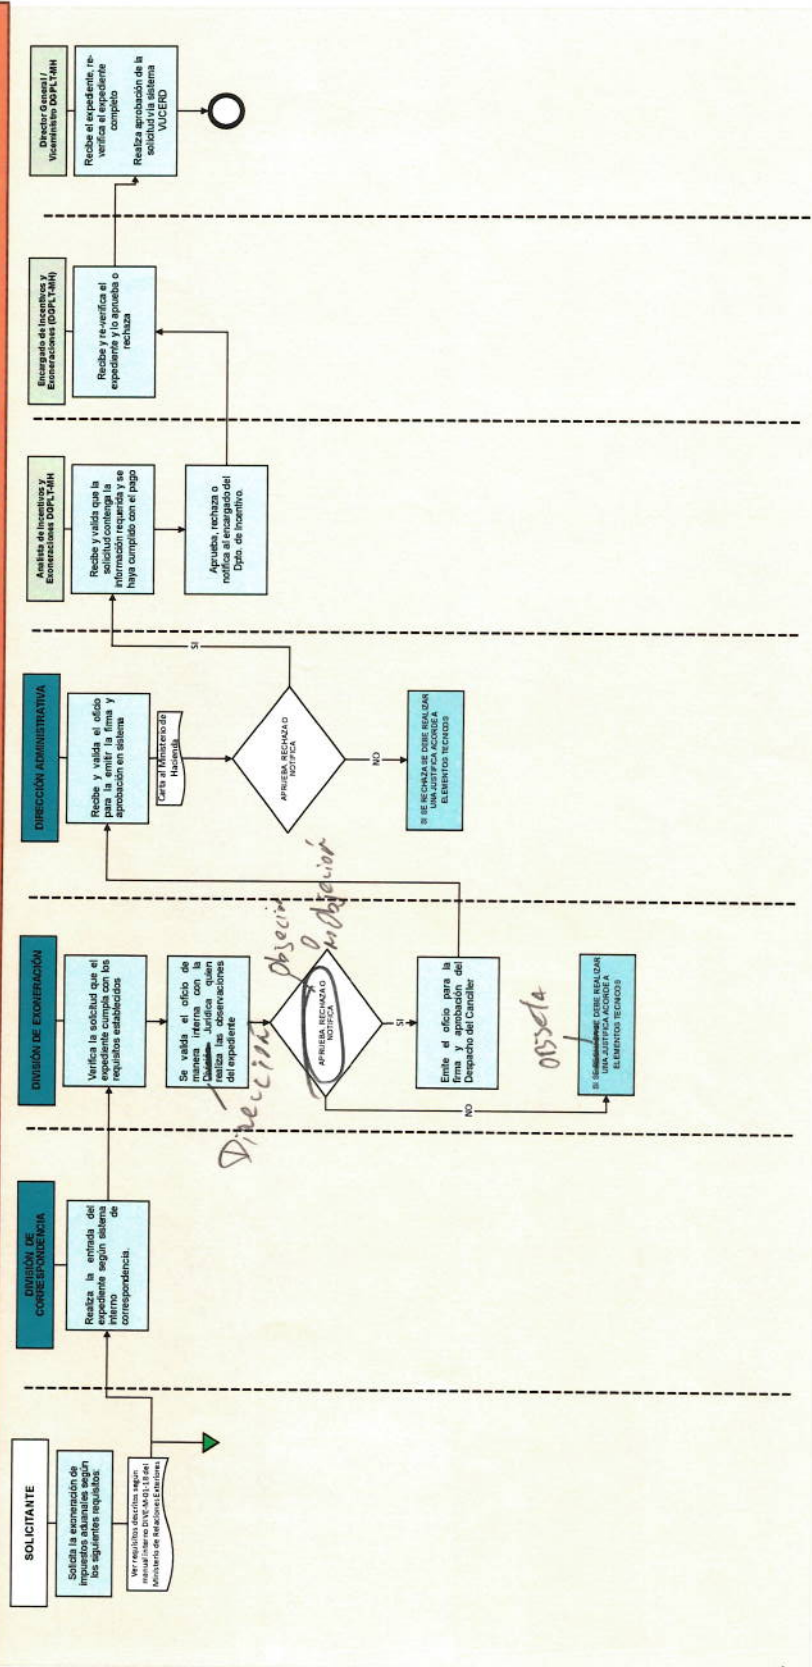 SOLICITANTE
Solicita la exoneración de
impuestos aduanales según
los siguientes requisitos:
Ver requisitos descritos según
manual interno DIVE-M-01-18 del
Ministerio de Relaciones Exteriores
DIVISIÓN DE
CORRESPONDENCIA
Realiza la entrada del
expediente según sistema
interno de
correspondencia.
DIVISIÓN DE EXONERACIÓN
Verifica la solicitud que el
expediente cumpla con los
requisitos establecidos
Se valida el oficio de
manera interna con la
División Jurídica quien
realiza las observaciones
del expediente
Dirección
APRUEBA, RECHAZA O
NOTIFICA
Objeción
o
noObjeción
SI
NO
Emite el oficio para la
firma y aprobación del
Despacho del Canciller
objeta
SI SE RECHAZA SE DEBE REALIZAR
UNA JUSTIFICA ACORDE A
ELEMENTOS TECNICOS
DIRECCIÓN ADMINISTRATIVA
Recibe y valida el oficio
para la emitir la firma y
aprobación en sistema
Carta al Ministerio de
Hacienda
APRUEBA, RECHAZA O
NOTIFICA
SI
NO
SI SE RECHAZA SE DEBE REALIZAR
UNA JUSTIFICA ACORDE A
ELEMENTOS TECNICOS
Analista de Incentivos y
Exoneraciones DGPLT-MH
Recibe y valida que la
solicitud contenga la
información requerida y se
haya cumplido con el pago
Aprueba, rechaza o
notifica al encargado del
Dpto. de Incentivo.
Encargado de Incentivos y
Exoneraciones (DGPLT-MH)
Recibe y re-verifica el
expediente y lo aprueba o
rechaza
Director General /
Viceministro DGPLT-MH
Recibe el expediente, re-
verifica el expediente
completo
Realiza aprobación de la
solicitud vía sistema
VUCERD